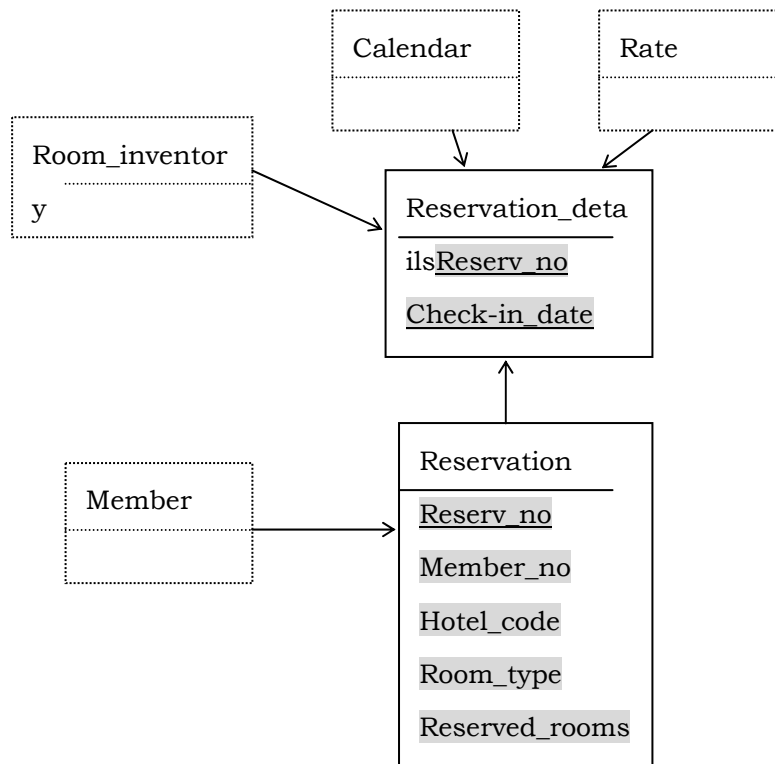 Calendar
Rate
Room_inventor
y
Reservation_deta
ilsReserv_no
Check-in_date
Reservation
Member
Reserv_no
Member_no
Hotel_code
Room_type
Reserved_rooms